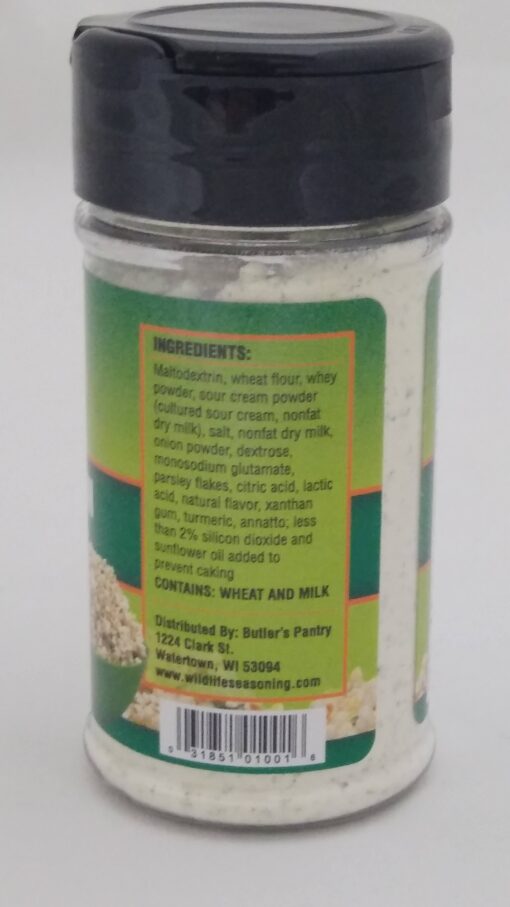 INGREDIENTS:
Maltodextrin, wheat flour, whey
powder, sour cream powder
(cultured sour cream, nonfat
dry milk), salt, nonfat dry milk,
onion powder, dextrose,
monosodium glutamate,
parsley flakes, citric acid, lactic
acid, natural flavor, xanthan
gum, turmeric, annatto; less
than 2% silicon dioxide and
sunflower oil added to
prevent caking
CONTAINS: WHEAT AND MILK
Distributed By: Butler's Pantry
1224 Clark St.
Watertown, WI 53094
www.wildlifeseasoning.com
0 31851 01001 6